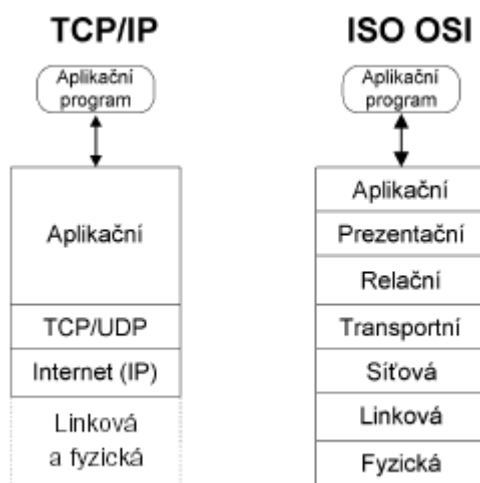 TCP/IP
Aplikační
program
Aplikační
TCP/UDP
Internet (IP)
Linková
a fyzická
ISO OSI
Aplikační
program
Aplikační
Prezentační
Relační
Transportní
Síťová
Linková
Fyzická